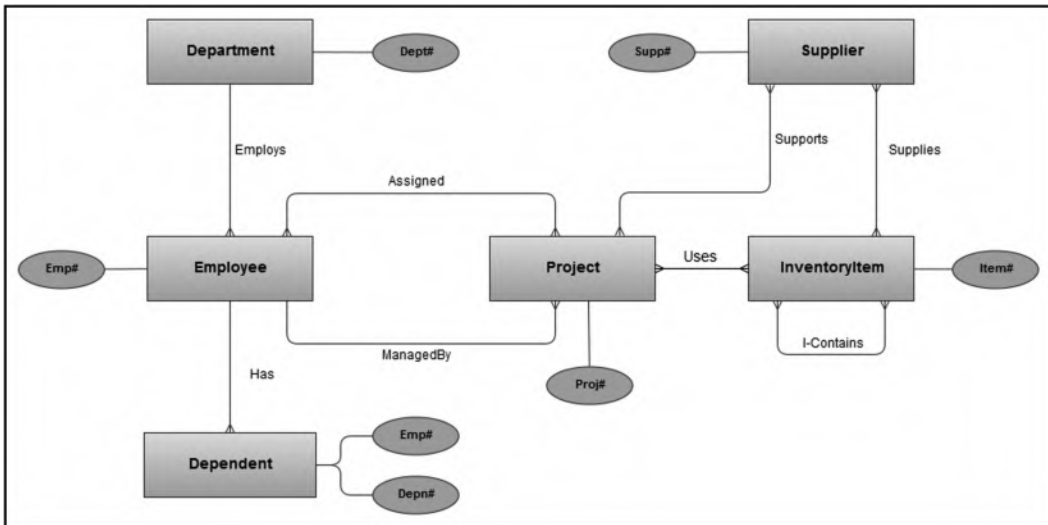 Department
Dept#
Supp#
Supplier
Employs
Supports
Supplies
Assigned
Emp#
Employee
Project
Uses
InventoryItem
Item#
ManagedBy
I-Contains
Has
Proj#
Dependent
Emp#
Depn#